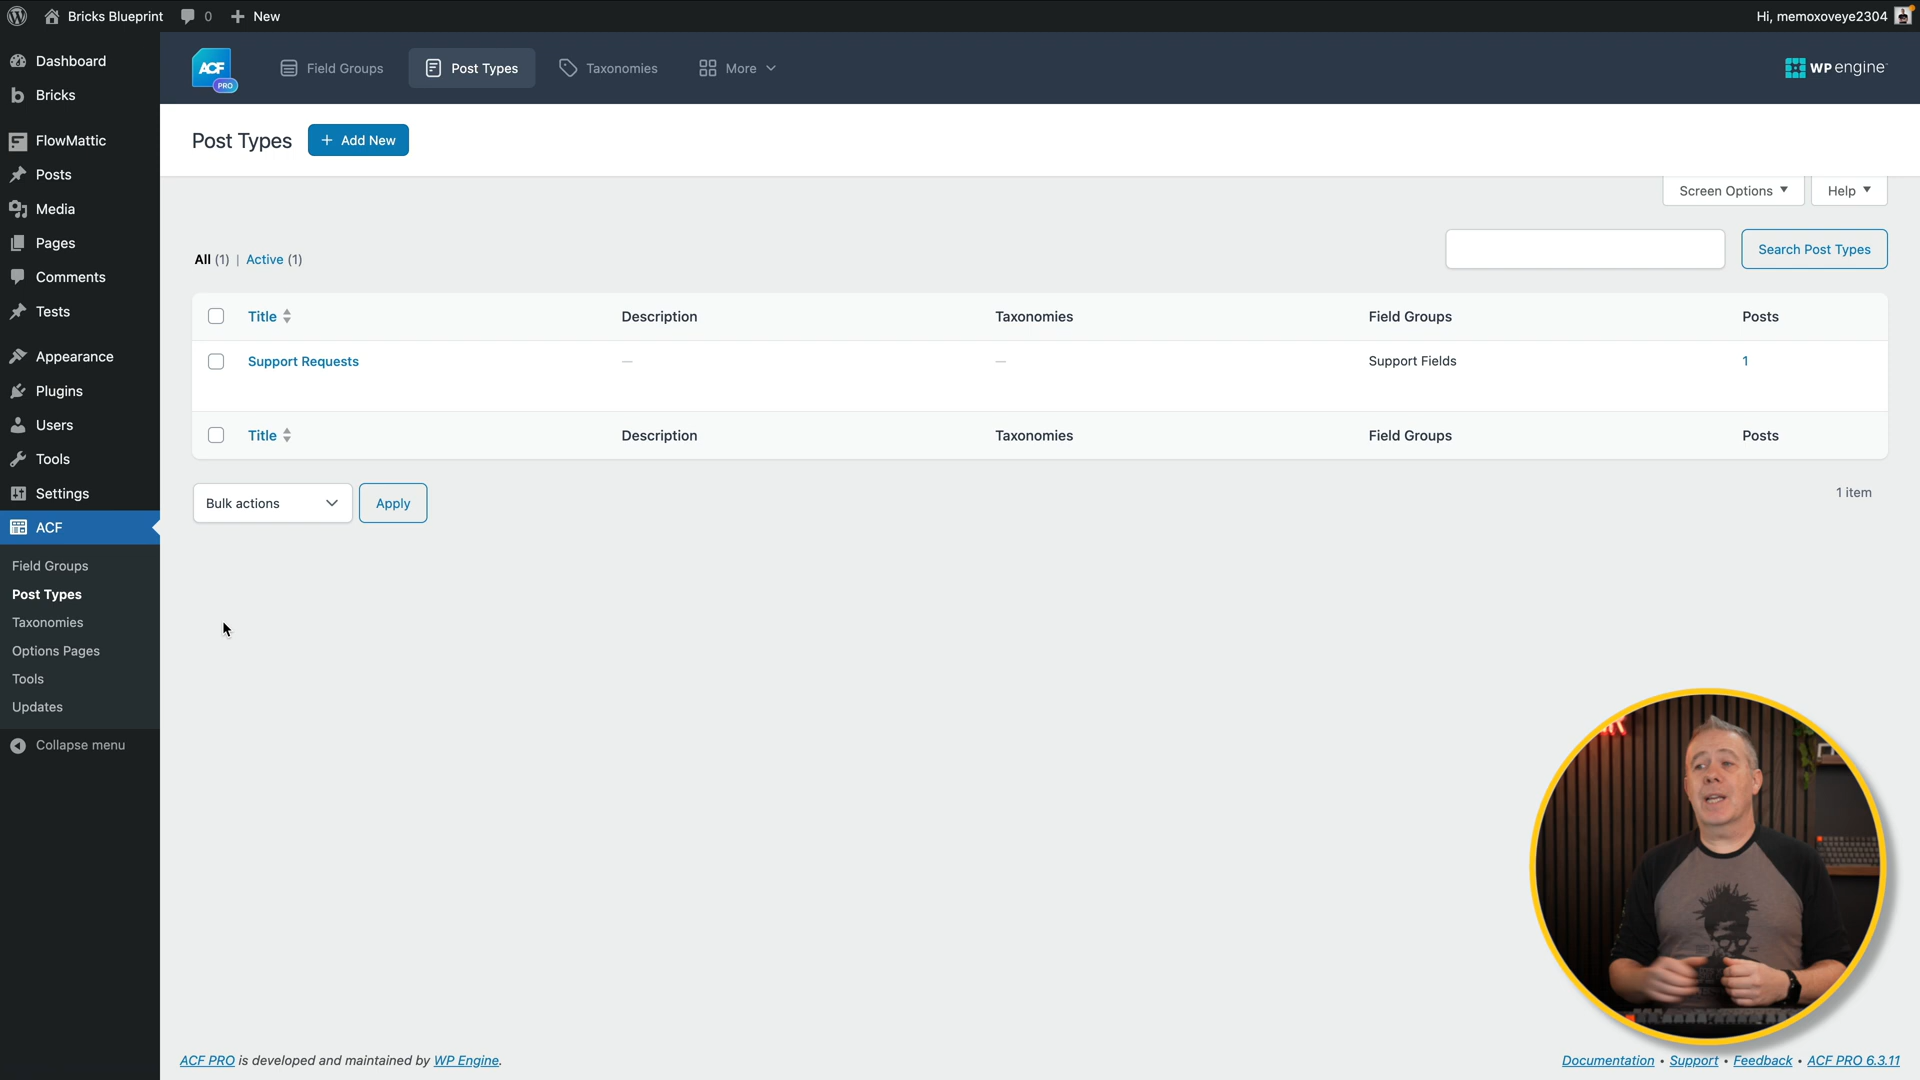 Bricks Blueprint 0 New Hi, memoxoveye2304
Dashboard
Bricks
FlowMattic
Posts
Media
Pages
Comments
Tests
Appearance
Plugins
Users
Tools
Settings
ACF
Field Groups
Post Types
Taxonomies
Options Pages
Tools
Updates
Collapse menu
ACF PRO Field Groups Post Types Taxonomies More WP engine
Post Types + Add New
Screen Options Help
All (1) | Active (1) Search Post Types
Title Description Taxonomies Field Groups Posts
Support Requests — — Support Fields 1
Title Description Taxonomies Field Groups Posts
Bulk actions Apply 1 item
ACF PRO is developed and maintained by WP Engine. Documentation • Support • Feedback • ACF PRO 6.3.11